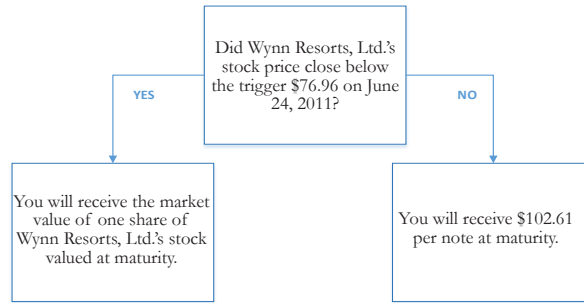 Did Wynn Resorts, Ltd.'s
stock price close below
the trigger $76.96 on June
24, 2011?
YES
NO
You will receive the market
value of one share of
Wynn Resorts, Ltd.'s stock
valued at maturity.
You will receive $102.61
per note at maturity.